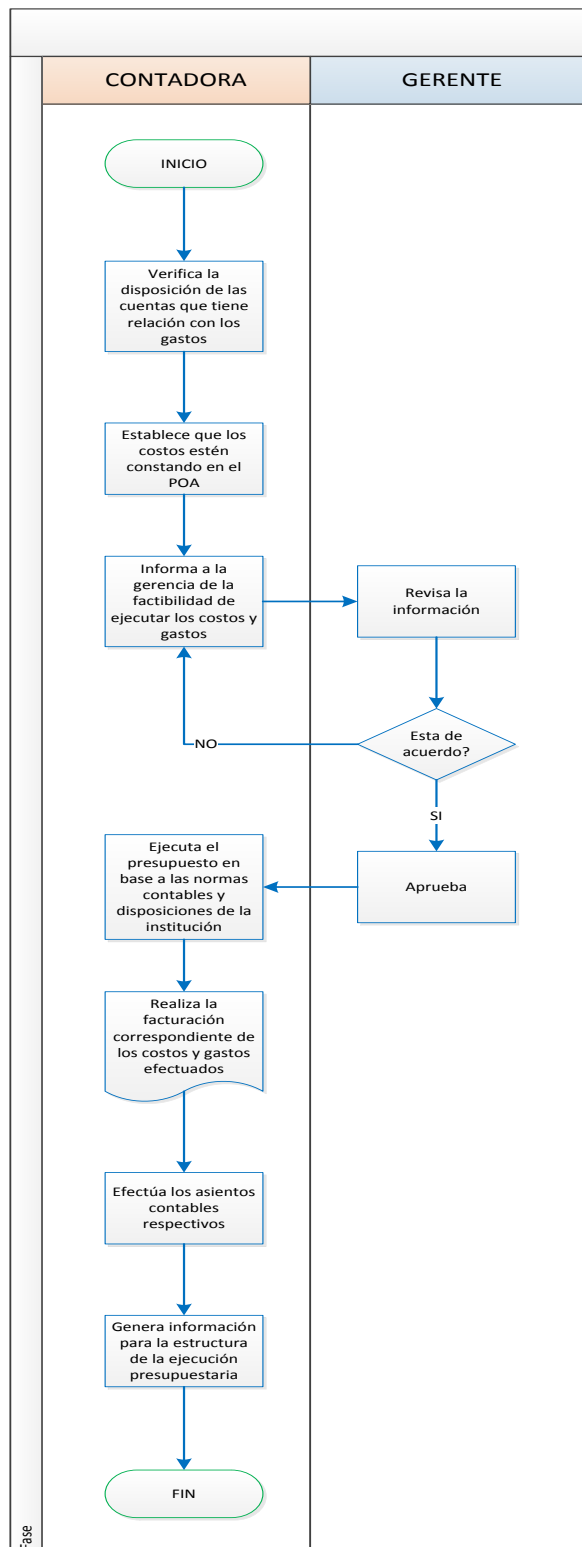 CONTADORA
GERENTE
INICIO
Verifica la
disposición de las
cuentas que tiene
relación con los
gastos
Establece que los
costos estén
constando en el
POA
Informa a la
gerencia de la
factibilidad de
ejecutar los costos y
gastos
Revisa la
información
Esta de
acuerdo?
NO
SI
Aprueba
Ejecuta el
presupuesto en
base a las normas
contables y
disposiciones de la
institución
Realiza la
facturación
correspondiente de
los costos y gastos
efectuados
Efectúa los asientos
contables
respectivos
Genera información
para la estructura
de la ejecución
presupuestaria
FIN
Fase